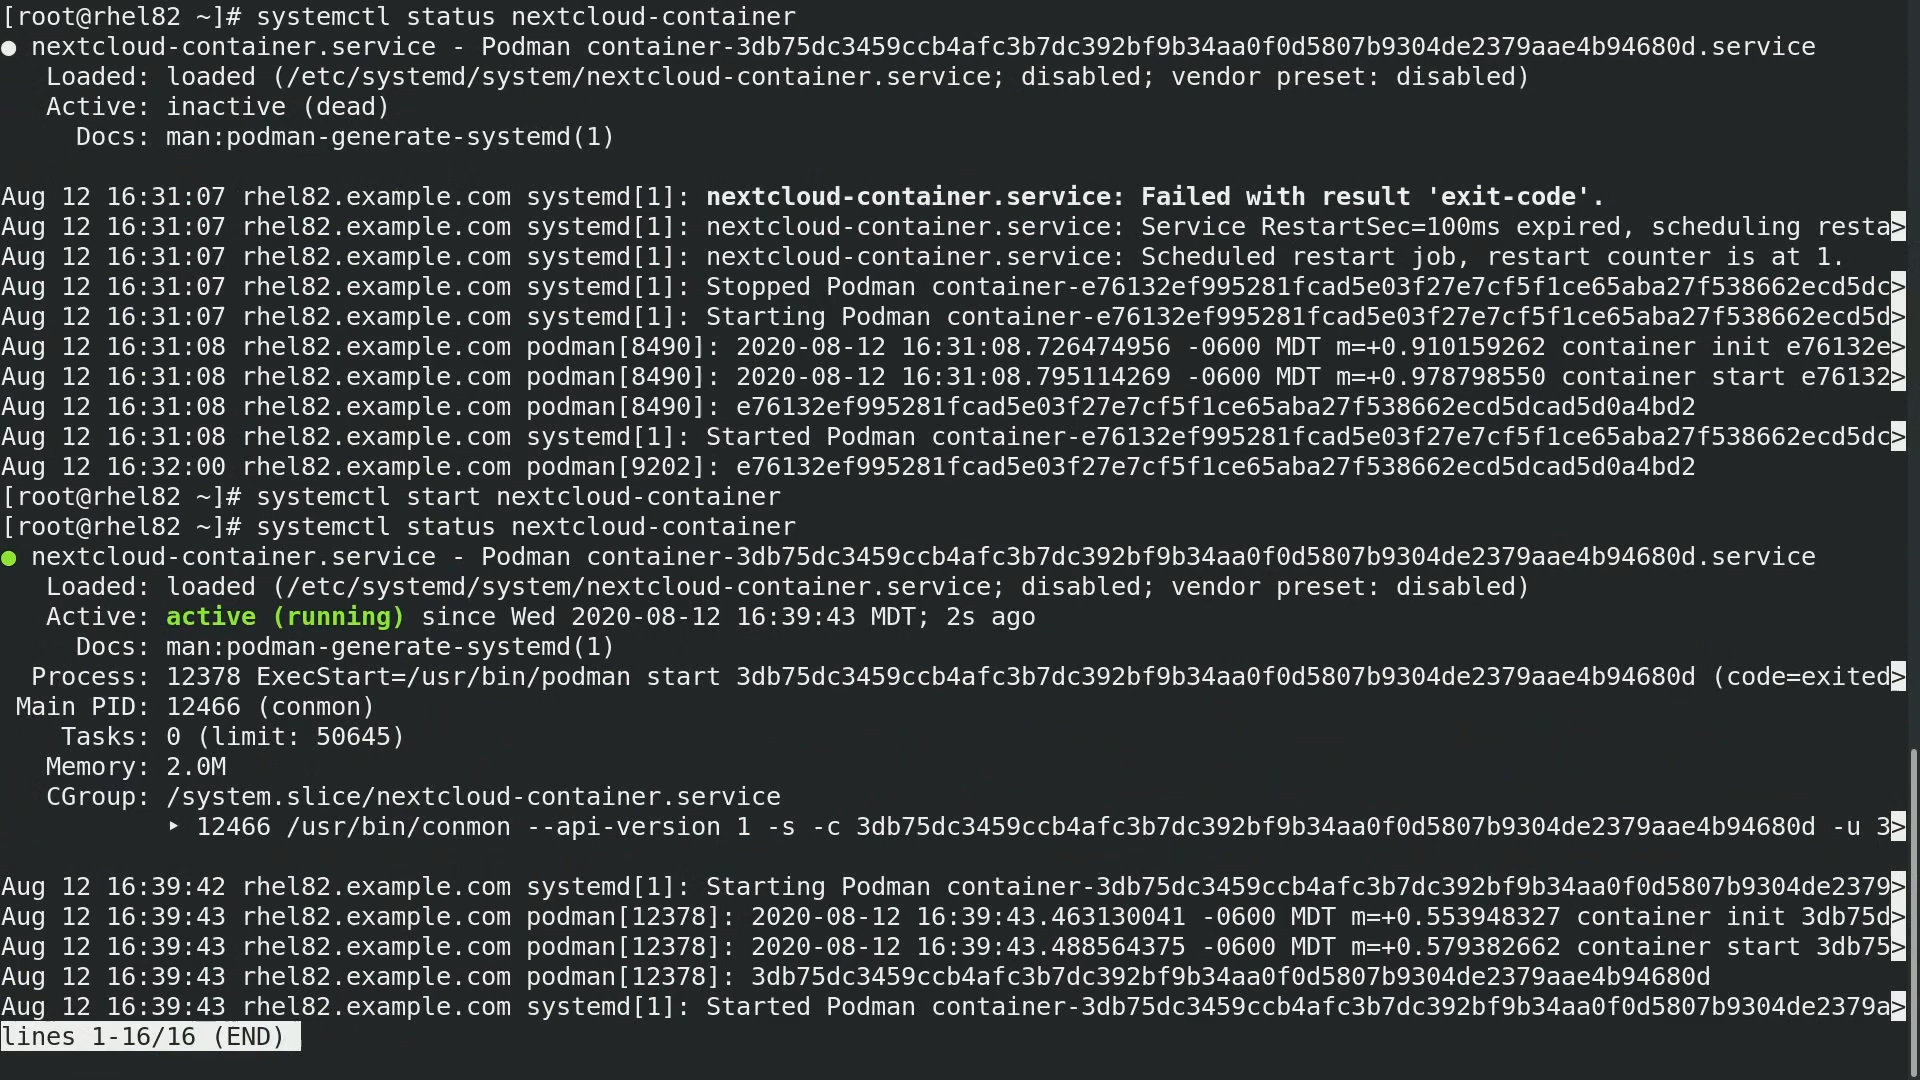 [root@rhel82 ~]# systemctl status nextcloud-container
● nextcloud-container.service - Podman container-3db75dc3459ccb4afc3b7dc392bf9b34aa0f0d5807b9304de2379aae4b94680d.service
   Loaded: loaded (/etc/systemd/system/nextcloud-container.service; disabled; vendor preset: disabled)
   Active: inactive (dead)
     Docs: man:podman-generate-systemd(1)

Aug 12 16:31:07 rhel82.example.com systemd[1]: nextcloud-container.service: Failed with result 'exit-code'.
Aug 12 16:31:07 rhel82.example.com systemd[1]: nextcloud-container.service: Service RestartSec=100ms expired, scheduling resta>
Aug 12 16:31:07 rhel82.example.com systemd[1]: nextcloud-container.service: Scheduled restart job, restart counter is at 1.
Aug 12 16:31:07 rhel82.example.com systemd[1]: Stopped Podman container-e76132ef995281fcad5e03f27e7cf5f1ce65aba27f538662ecd5dc>
Aug 12 16:31:07 rhel82.example.com systemd[1]: Starting Podman container-e76132ef995281fcad5e03f27e7cf5f1ce65aba27f538662ecd5d>
Aug 12 16:31:08 rhel82.example.com podman[8490]: 2020-08-12 16:31:08.726474956 -0600 MDT m=+0.910159262 container init e76132e>
Aug 12 16:31:08 rhel82.example.com podman[8490]: 2020-08-12 16:31:08.795114269 -0600 MDT m=+0.978798550 container start e76132>
Aug 12 16:31:08 rhel82.example.com podman[8490]: e76132ef995281fcad5e03f27e7cf5f1ce65aba27f538662ecd5dcad5d0a4bd2
Aug 12 16:31:08 rhel82.example.com systemd[1]: Started Podman container-e76132ef995281fcad5e03f27e7cf5f1ce65aba27f538662ecd5dc>
Aug 12 16:32:00 rhel82.example.com podman[9202]: e76132ef995281fcad5e03f27e7cf5f1ce65aba27f538662ecd5dcad5d0a4bd2
[root@rhel82 ~]# systemctl start nextcloud-container
[root@rhel82 ~]# systemctl status nextcloud-container
● nextcloud-container.service - Podman container-3db75dc3459ccb4afc3b7dc392bf9b34aa0f0d5807b9304de2379aae4b94680d.service
   Loaded: loaded (/etc/systemd/system/nextcloud-container.service; disabled; vendor preset: disabled)
   Active: active (running) since Wed 2020-08-12 16:39:43 MDT; 2s ago
     Docs: man:podman-generate-systemd(1)
  Process: 12378 ExecStart=/usr/bin/podman start 3db75dc3459ccb4afc3b7dc392bf9b34aa0f0d5807b9304de2379aae4b94680d (code=exited>
 Main PID: 12466 (conmon)
    Tasks: 0 (limit: 50645)
   Memory: 2.0M
   CGroup: /system.slice/nextcloud-container.service
           ‣ 12466 /usr/bin/conmon --api-version 1 -s -c 3db75dc3459ccb4afc3b7dc392bf9b34aa0f0d5807b9304de2379aae4b94680d -u 3>

Aug 12 16:39:42 rhel82.example.com systemd[1]: Starting Podman container-3db75dc3459ccb4afc3b7dc392bf9b34aa0f0d5807b9304de2379>
Aug 12 16:39:43 rhel82.example.com podman[12378]: 2020-08-12 16:39:43.463130041 -0600 MDT m=+0.553948327 container init 3db75d>
Aug 12 16:39:43 rhel82.example.com podman[12378]: 2020-08-12 16:39:43.488564375 -0600 MDT m=+0.579382662 container start 3db75>
Aug 12 16:39:43 rhel82.example.com podman[12378]: 3db75dc3459ccb4afc3b7dc392bf9b34aa0f0d5807b9304de2379aae4b94680d
Aug 12 16:39:43 rhel82.example.com systemd[1]: Started Podman container-3db75dc3459ccb4afc3b7dc392bf9b34aa0f0d5807b9304de2379a>
lines 1-16/16 (END)